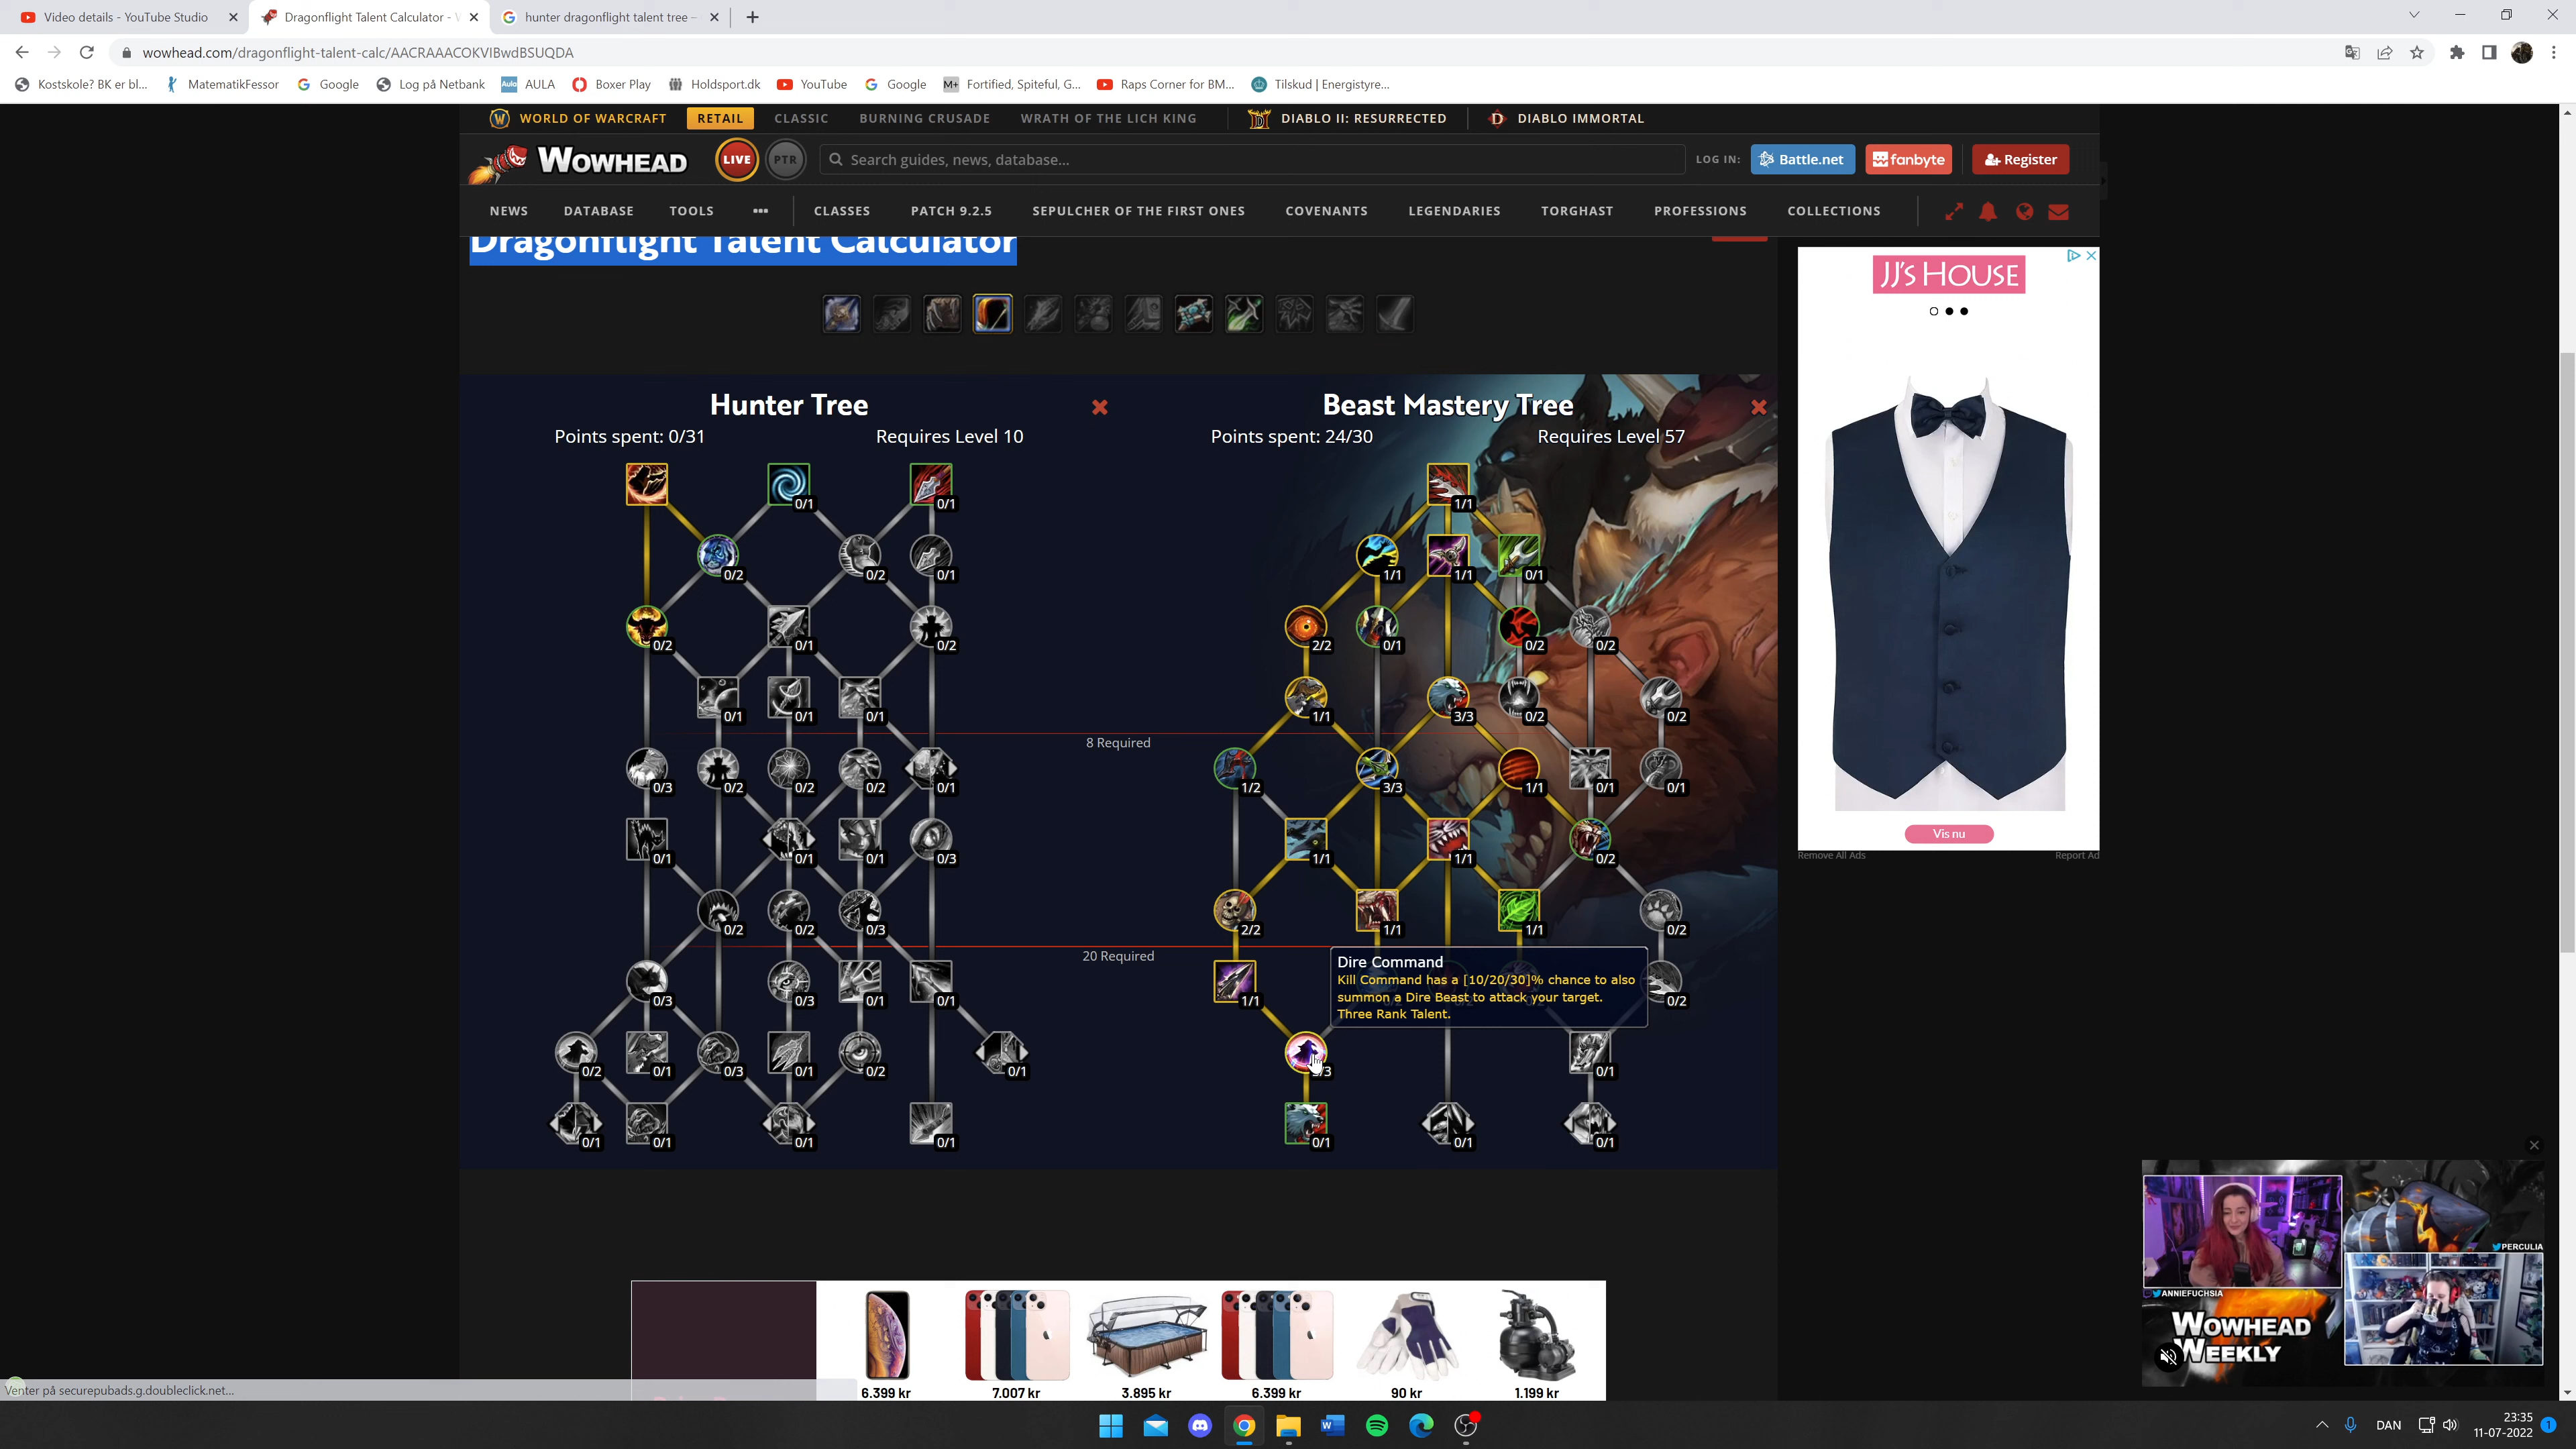 Video details - YouTube Studio
Dragonflight Talent Calculator - W
hunter dragonflight talent tree -
wowhead.com/dragonflight-talent-calc/AACRAAACOKVIBwdBSUQDA
Kostskole? BK er bl...
MatematikFessor
Google
Log på Netbank
AULA
Boxer Play
Holdsport.dk
YouTube
Google
M+
Fortified, Spiteful, G...
Raps Corner for BM...
Tilskud | Energistyre...
WORLD OF WARCRAFT
RETAIL
CLASSIC
BURNING CRUSADE
WRATH OF THE LICH KING
DIABLO II: RESURRECTED
DIABLO IMMORTAL
WOWHEAD
LIVE
PTR
Search guides, news, database...
LOG IN:
Battle.net
fanbyte
Register
NEWS
DATABASE
TOOLS
CLASSES
PATCH 9.2.5
SEPULCHER OF THE FIRST ONES
COVENANTS
LEGENDARIES
TORGHAST
PROFESSIONS
COLLECTIONS
Dragonflight Talent Calculator
Hunter Tree
Points spent: 0/31
Requires Level 10
0/1
0/1
0/2
0/2
0/1
0/2
0/1
0/2
0/1
0/1
0/1
8 Required
0/3
0/2
0/2
0/2
0/1
0/1
0/1
0/1
0/3
0/2
0/2
0/3
20 Required
0/3
0/3
0/1
0/1
0/2
0/1
0/3
0/1
0/2
0/1
0/1
0/1
0/1
0/1
Beast Mastery Tree
Points spent: 24/30
Requires Level 57
1/1
1/1
1/1
0/1
2/2
0/1
0/2
0/2
1/1
3/3
0/2
0/2
1/2
3/3
1/1
0/1
0/1
1/1
1/1
0/2
2/2
1/1
1/1
0/2
1/1
0/2
Dire Command
Kill Command has a [10/20/30]% chance to also
summon a Dire Beast to attack your target.
Three Rank Talent.
/3
0/1
0/1
0/1
0/1
JJ'S HOUSE
Vis nu
Remove All Ads
Report Ad
PERCULIA
ANNIEFUCHSIA
WOWHEAD
WEEKLY
6.399 kr
7.007 kr
3.895 kr
6.399 kr
90 kr
1.199 kr
Venter på securepubads.g.doubleclick.net...
DAN
23:35
11-07-2022
1